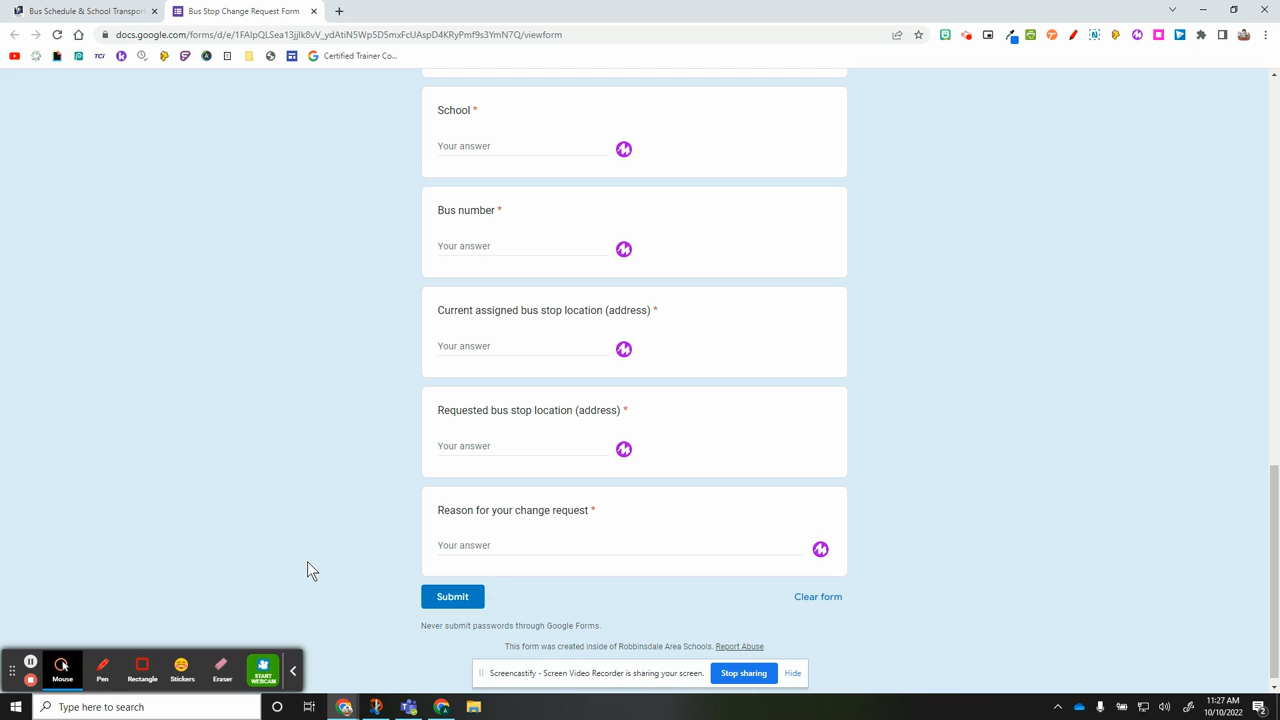 Bus Schedule & School Transport
Bus Stop Change Request Form
docs.google.com/forms/d/e/1FAIpQLSea13jjlk8vV_ydAtiN5Wp5D5mxFcUAspD4KRyPmf9s3YmN7Q/viewform
TCI
Certified Trainer Co...
School *
Your answer
Bus number *
Your answer
Current assigned bus stop location (address) *
Your answer
Requested bus stop location (address) *
Your answer
Reason for your change request *
Your answer
Submit
Clear form
Never submit passwords through Google Forms.
This form was created inside of Robbinsdale Area Schools. Report Abuse
Mouse
Pen
Rectangle
Stickers
Eraser
START WEBCAM
Screencastify - Screen Video Recorder is sharing your screen.
Stop sharing
Hide
Type here to search
11:27 AM
10/10/2022
2